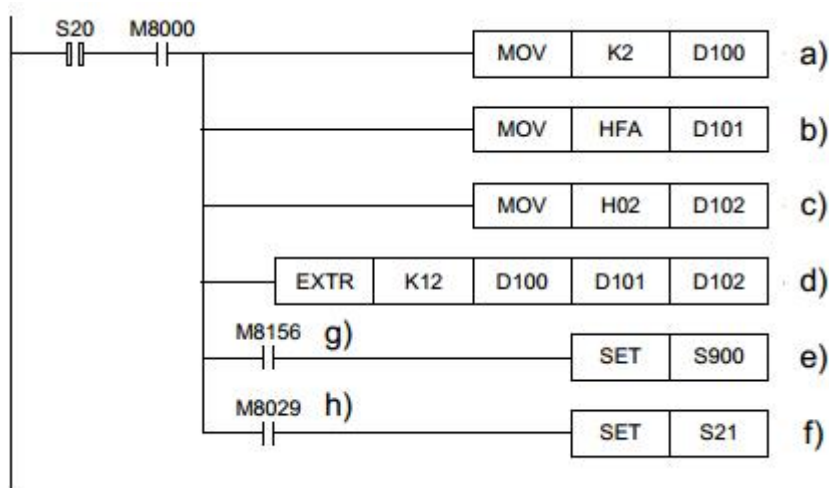 S20 M8000
MOV K2 D100 a)
MOV HFA D101 b)
MOV H02 D102 c)
EXTR K12 D100 D101 D102 d)
M8156 g)
SET S900 e)
M8029 h)
SET S21 f)